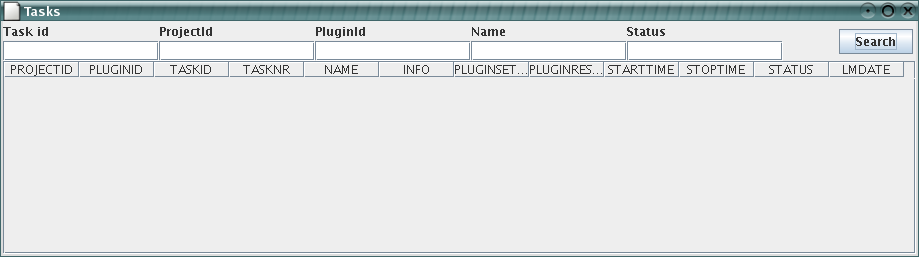 Tasks
Task id ProjectId PluginId Name Status
Search
PROJECTID PLUGINID TASKID TASKNR NAME INFO PLUGINSET... PLUGINRES... STARTTIME STOPTIME STATUS LMDATE